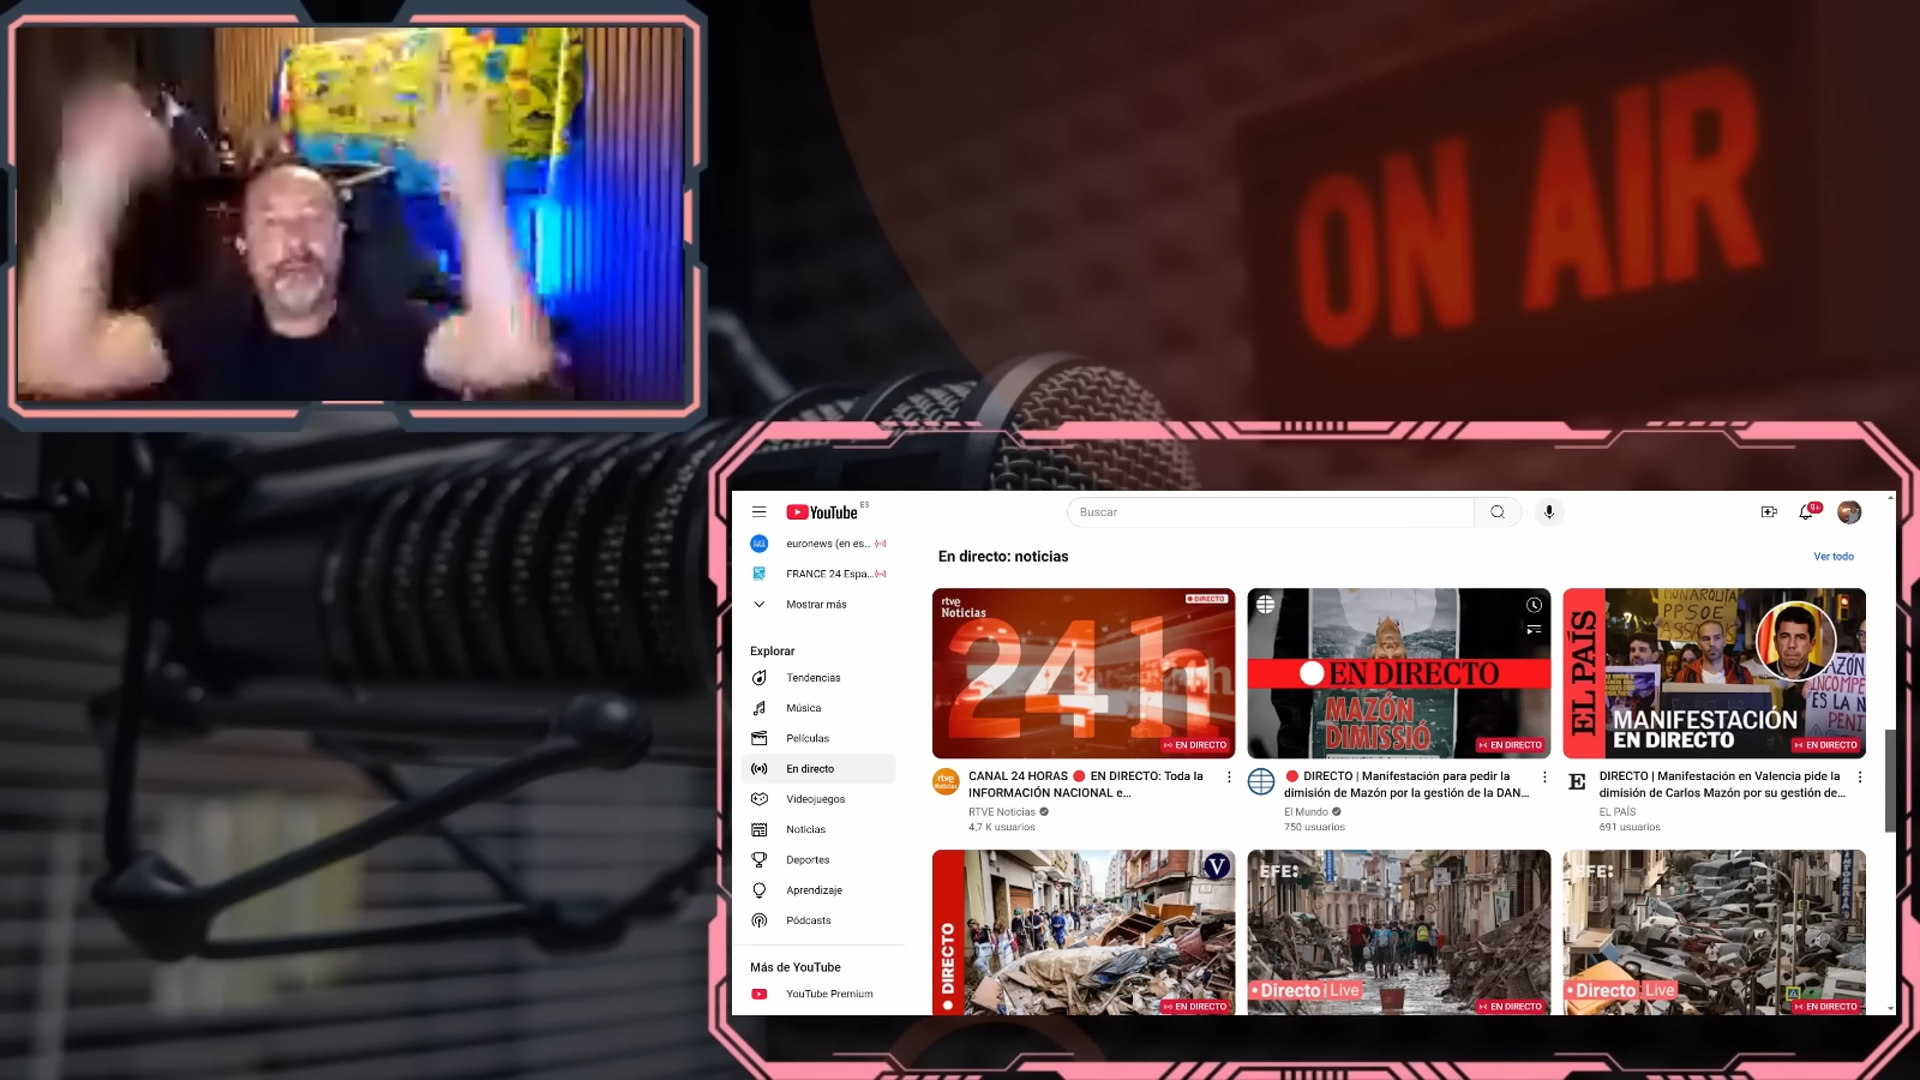 ON AIR
YouTube ES
Buscar
9+
euronews (en es...
FRANCE 24 Espa...
Mostrar más
Explorar
Tendencias
Música
Películas
En directo
Videojuegos
Noticias
Deportes
Aprendizaje
Pódcasts
Más de YouTube
YouTube Premium
En directo: noticias
Ver todo
rtve
Noticias
DIRECTO
24h
EN DIRECTO
EN DIRECTO
MAZÓN
DIMISSIÓ
EN DIRECTO
EL PAÍS
MONARQUIA
PPSOE
MANIFESTACIÓN
EN DIRECTO
EN DIRECTO
rtve
Noticias
CANAL 24 HORAS 🔴 EN DIRECTO: Toda la
INFORMACIÓN NACIONAL e...
RTVE Noticias
4,7 K usuarios
🔴 DIRECTO | Manifestación para pedir la
dimisión de Mazón por la gestión de la DAN...
El Mundo
750 usuarios
E
DIRECTO | Manifestación en Valencia pide la
dimisión de Carlos Mazón por su gestión de...
EL PAÍS
691 usuarios
DIRECTO
V
EN DIRECTO
EFE:
Directo | Live
EN DIRECTO
EFE:
Directo | Live
EN DIRECTO